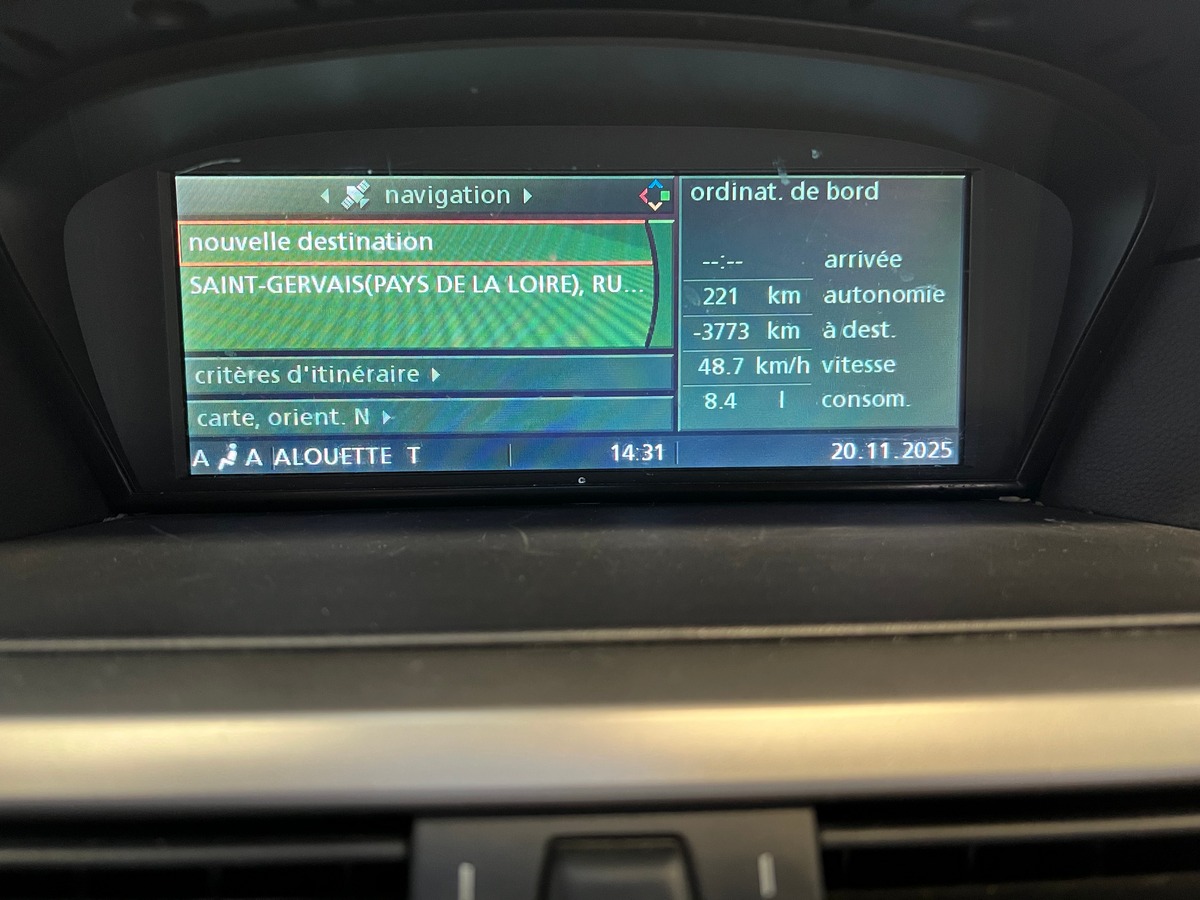 navigation
nouvelle destination
SAINT-GERVAIS(PAYS DE LA LOIRE), RU...
critères d'itinéraire
carte, orient. N
A A ALOUETTE T 14:31 20.11.2025
ordinat. de bord
--:-- arrivée
221 km autonomie
-3773 km à dest.
48.7 km/h vitesse
8.4 l consom.